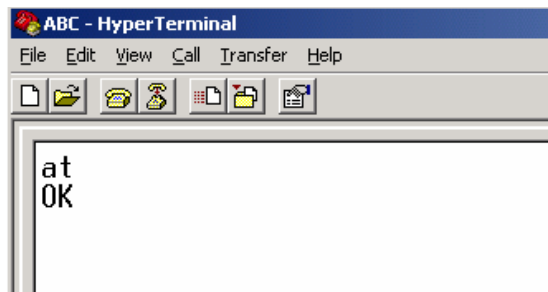 ABC - HyperTerminal
File Edit View Call Transfer Help
at
OK